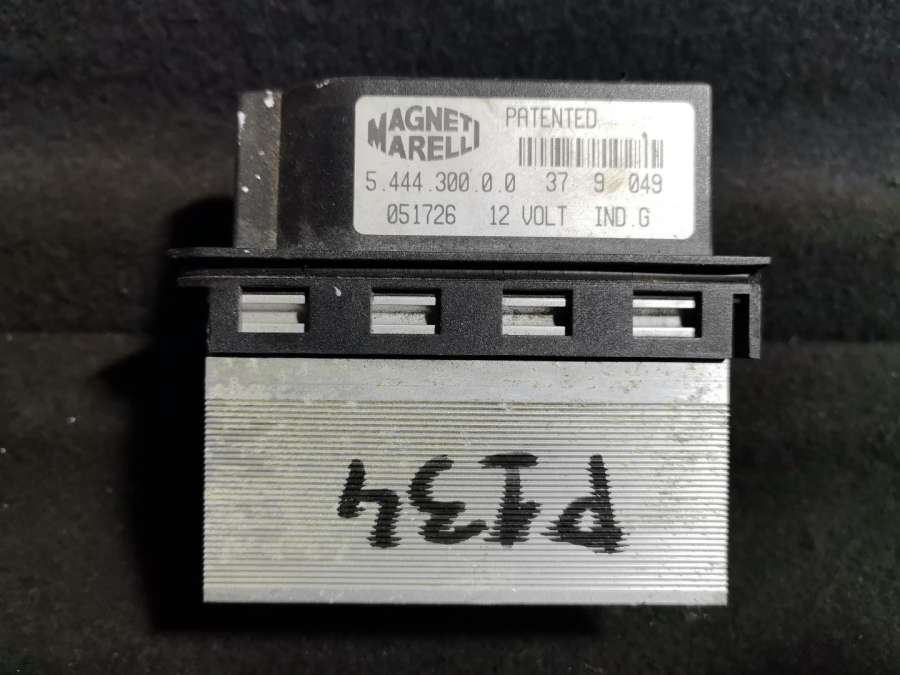 MAGNETI MARELLI
PATENTED
5.444.300.0.0 37 9 049
051726 12 VOLT IND.G
P134